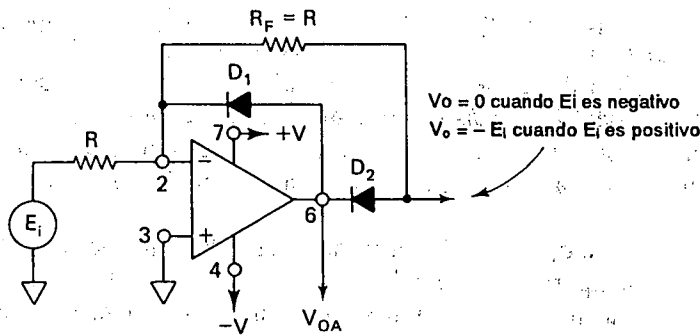 R_F = R
D_1
Vo = 0 cuando Ei es negativo
V_o = – E_i cuando E_i es positivo
7
+V
R
D_2
2
–
6
E_i
3
+
4
–V
V_OA